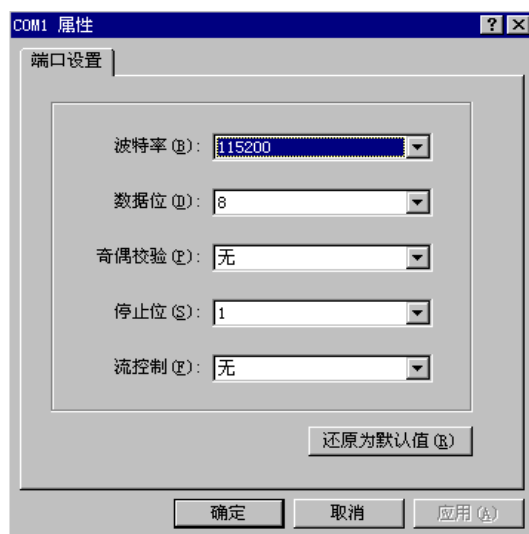 COM1 属性
端口设置
波特率(B): 115200
数据位(D): 8
奇偶校验(P): 无
停止位(S): 1
流控制(F): 无
还原为默认值(R)
确定 取消 应用(A)